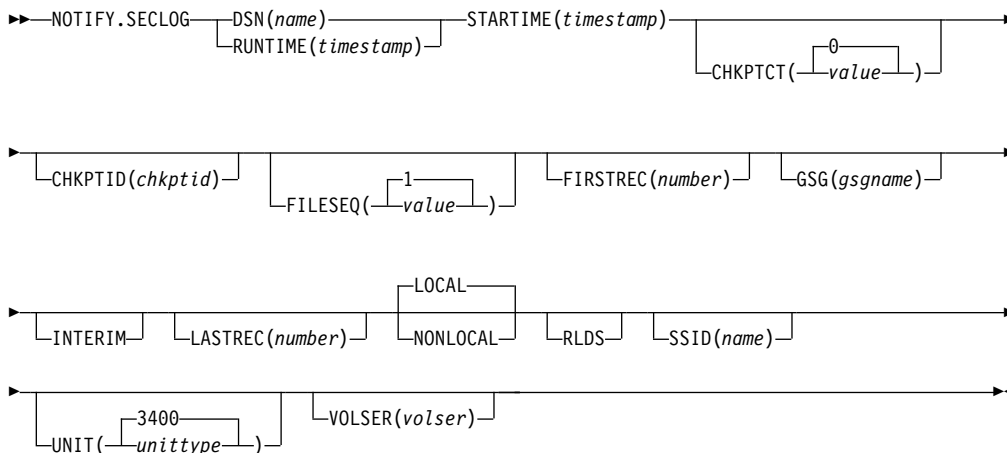 NOTIFY.SECLOG DSN(name) STARTIME(timestamp)
RUNTIME(timestamp)
0
CHKPTCT( value )
CHKPTID(chkptid)
1
FILESEQ( value )
FIRSTREC(number)
GSG(gsgname)
LOCAL
INTERIM LASTREC(number) NONLOCAL RLDS SSID(name)
3400
UNIT( unittype )
VOLSER(volser)